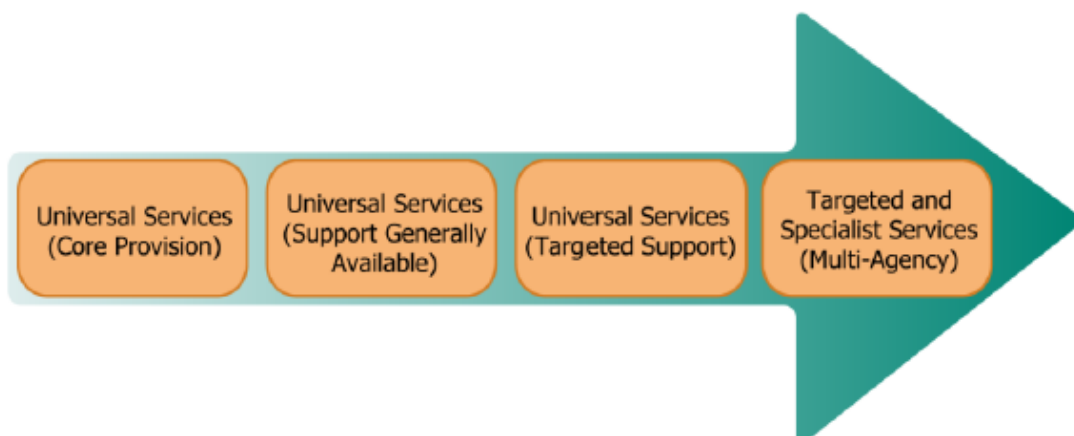 Universal Services
(Core Provision)
Universal Services
(Support Generally
Available)
Universal Services
(Targeted Support)
Targeted and
Specialist Services
(Multi-Agency)